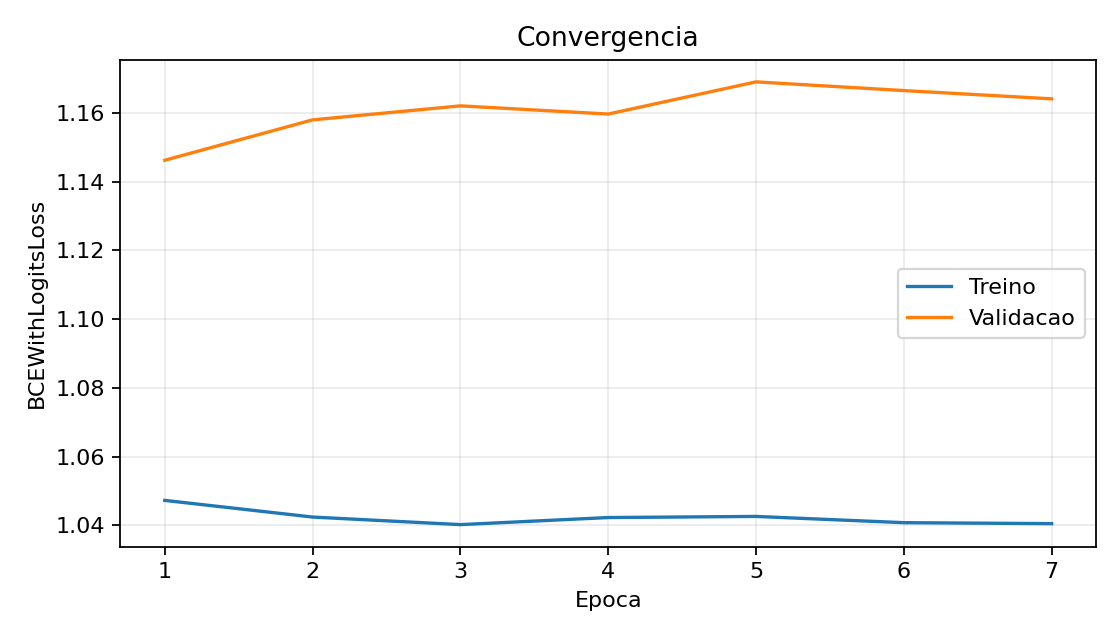 Convergencia
BCEWithLogitsLoss
1.16
1.14
1.12
1.10
1.08
1.06
1.04
Treino
Validacao
1 2 3 4 5 6 7
Epoca